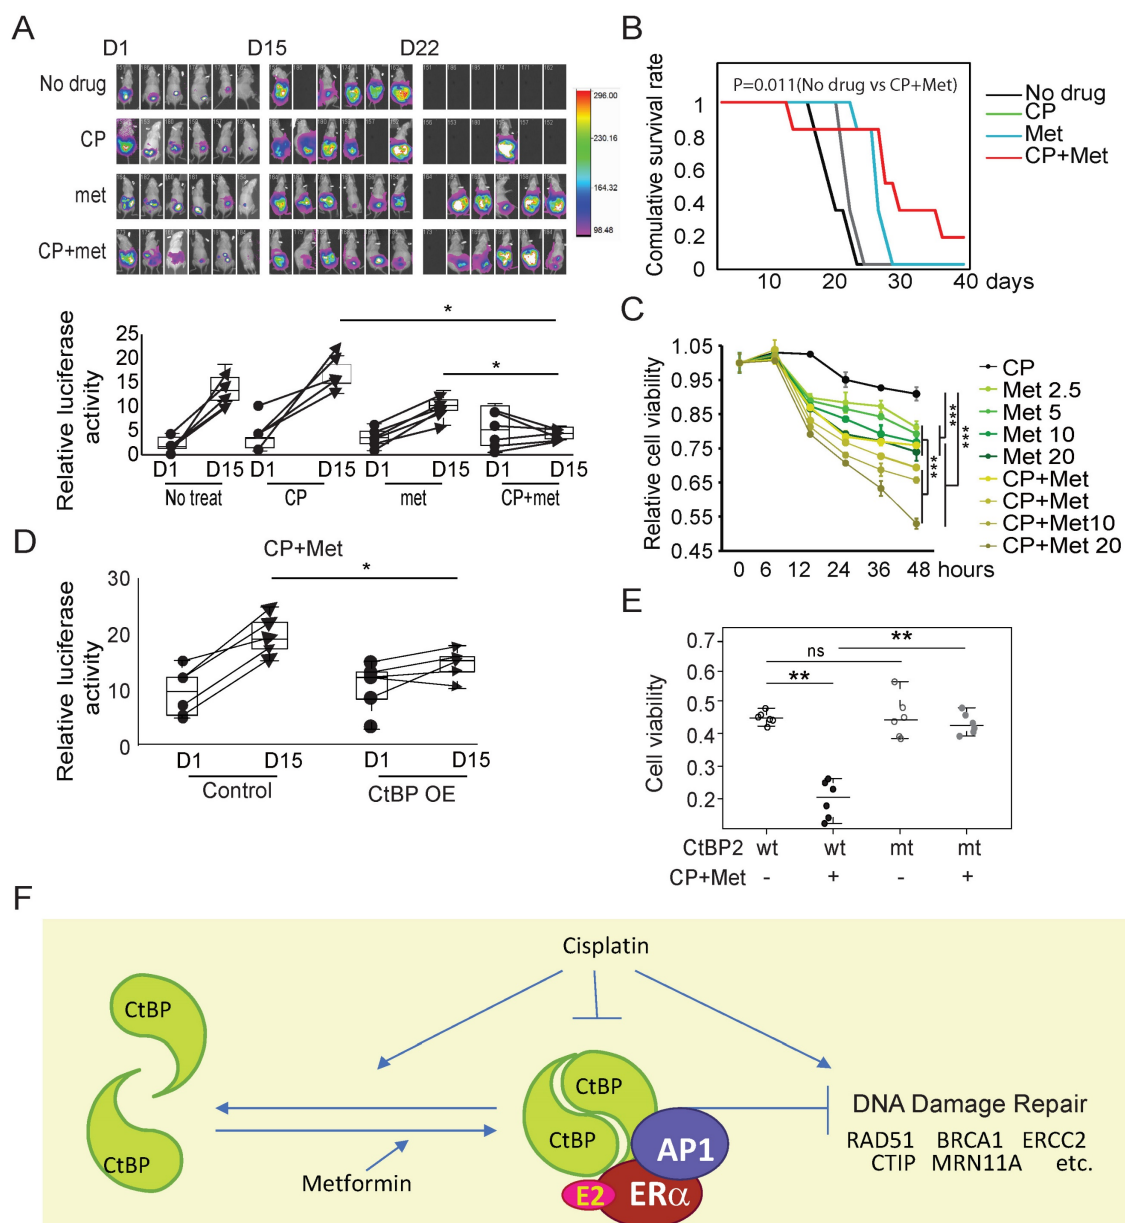 A
D1 D15 D22
No drug
CP
met
CP+met
296.00
230.16
164.32
98.48
Relative luciferase
activity
25
20
15
10
5
0
D1 D15 D1 D15 D1 D15 D1 D15
No treat CP met CP+met
B
Comulative survival rate
P=0.011(No drug vs CP+Met)
1
0.8
0.6
0.4
0.2
0
10 20 30 40 days
No drug
CP
Met
CP+Met
C
Relative cell viability
1.05
0.95
0.85
0.75
0.65
0.55
0.45
0 6 12 24 36 48 hours
***
***
***
CP
Met 2.5
Met 5
Met 10
Met 20
CP+Met
CP+Met
CP+Met10
CP+Met 20
D
CP+Met
Relative luciferase
activity
30
20
10
0
*
D1 D15 D1 D15
Control CtBP OE
E
Cell viability
0.7
0.6
0.5
0.4
0.3
0.2
**
ns
**
CtBP2 wt wt mt mt
CP+Met - + - +
F
Cisplatin
CtBP
CtBP
CtBP
CtBP
AP1
ERα
E2
Metformin
DNA Damage Repair
RAD51 BRCA1 ERCC2
CTIP MRN11A etc.